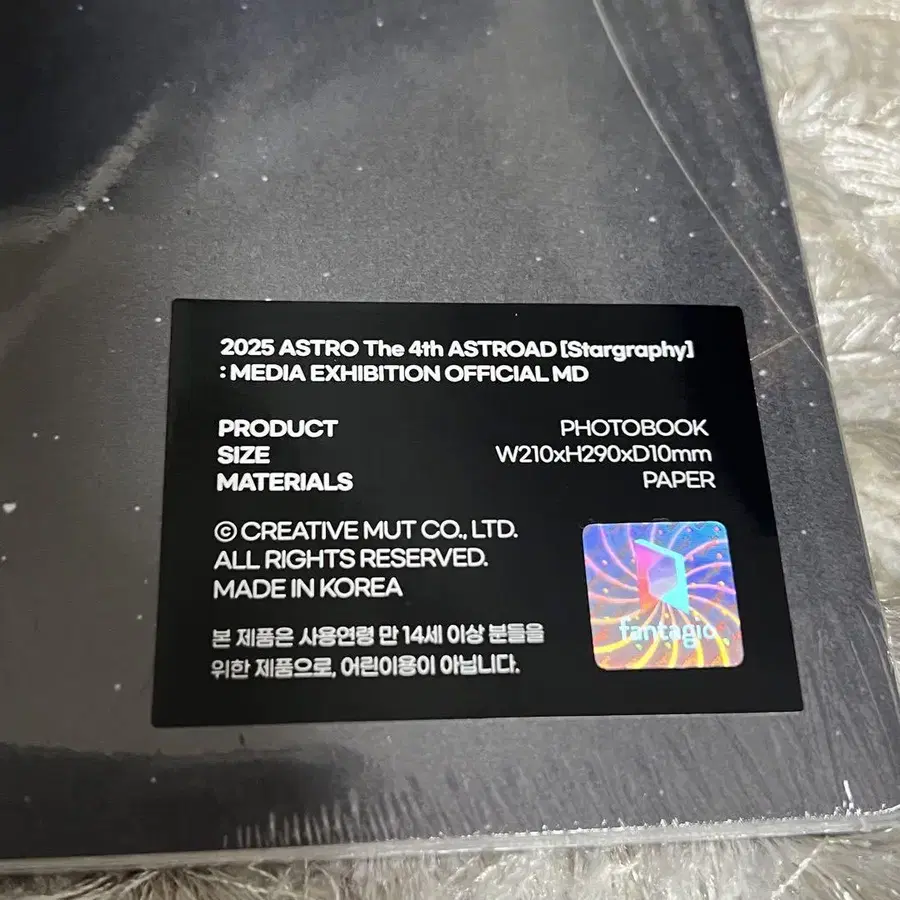 2025 ASTRO The 4th ASTROAD [Stargraphy]
: MEDIA EXHIBITION OFFICIAL MD
PRODUCT PHOTOBOOK
SIZE W210xH290xD10mm
MATERIALS PAPER
© CREATIVE MUT CO., LTD.
ALL RIGHTS RESERVED.
MADE IN KOREA
본 제품은 사용연령 만 14세 이상 분들을
위한 제품으로, 어린이용이 아닙니다.
fantagio